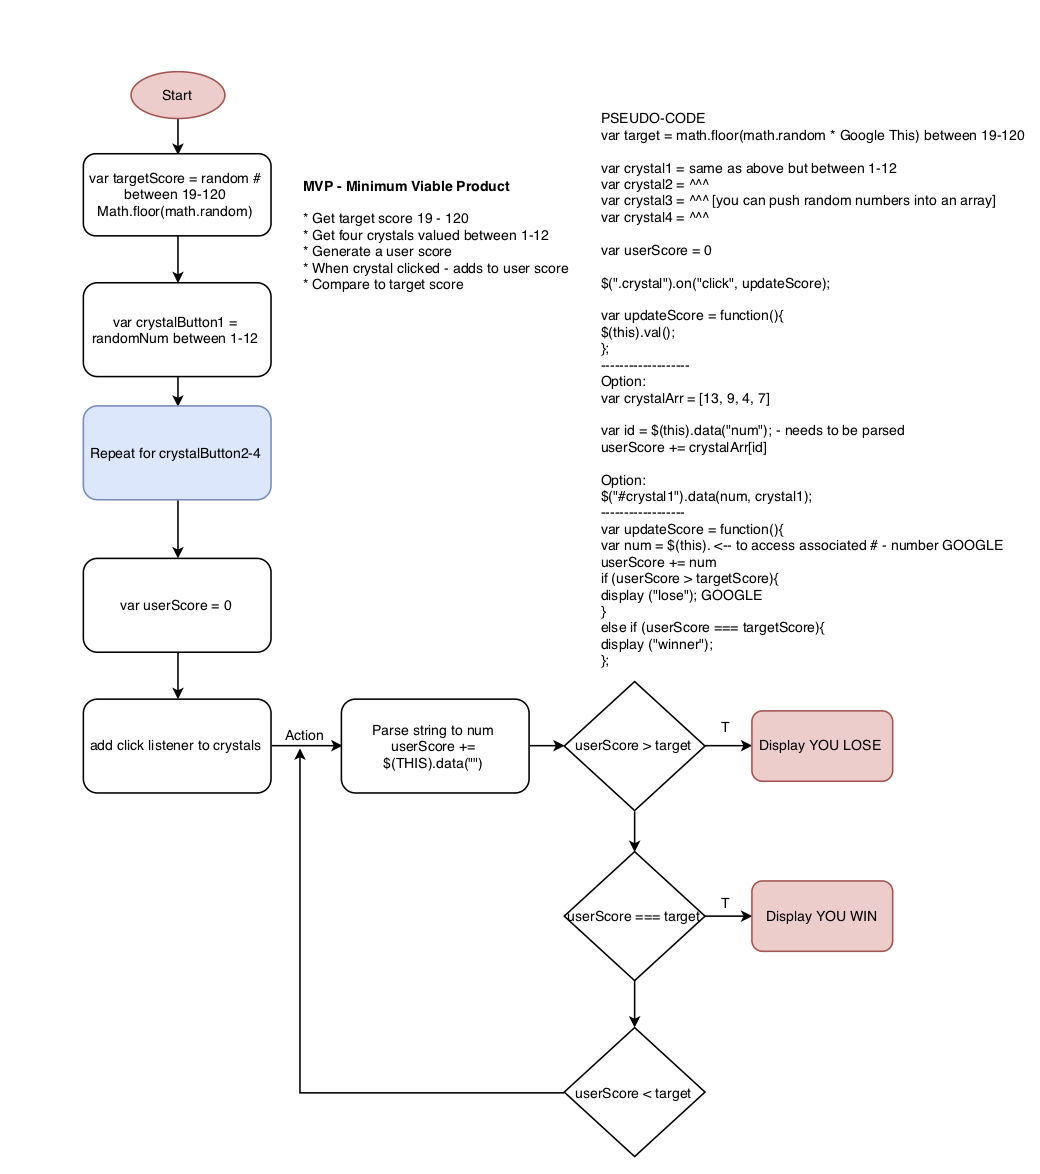 Start
var targetScore = random #
between 19-120
Math.floor(math.random)
var crystalButton1 =
randomNum between 1-12
Repeat for crystalButton2-4
var userScore = 0
add click listener to crystals
MVP - Minimum Viable Product
* Get target score 19 - 120
* Get four crystals valued between 1-12
* Generate a user score
* When crystal clicked - adds to user score
* Compare to target score
PSEUDO-CODE
var target = math.floor(math.random * Google This) between 19-120
var crystal1 = same as above but between 1-12
var crystal2 = ^^^
var crystal3 = ^^^ [you can push random numbers into an array]
var crystal4 = ^^^
var userScore = 0
$(".crystal").on("click", updateScore);
var updateScore = function(){
$(this).val();
};
-------------------
Option:
var crystalArr = [13, 9, 4, 7]
var id = $(this).data("num"); - needs to be parsed
userScore += crystalArr[id]
Option:
$("#crystal1").data(num, crystal1);
------------------
var updateScore = function(){
var num = $(this). <-- to access associated # - number GOOGLE
userScore += num
if (userScore > targetScore){
display ("lose"); GOOGLE
}
else if (userScore === targetScore){
display ("winner");
};
Action
Parse string to num
userScore +=
$(THIS).data("")
userScore > target
T
Display YOU LOSE
userScore === target
T
Display YOU WIN
userScore < target